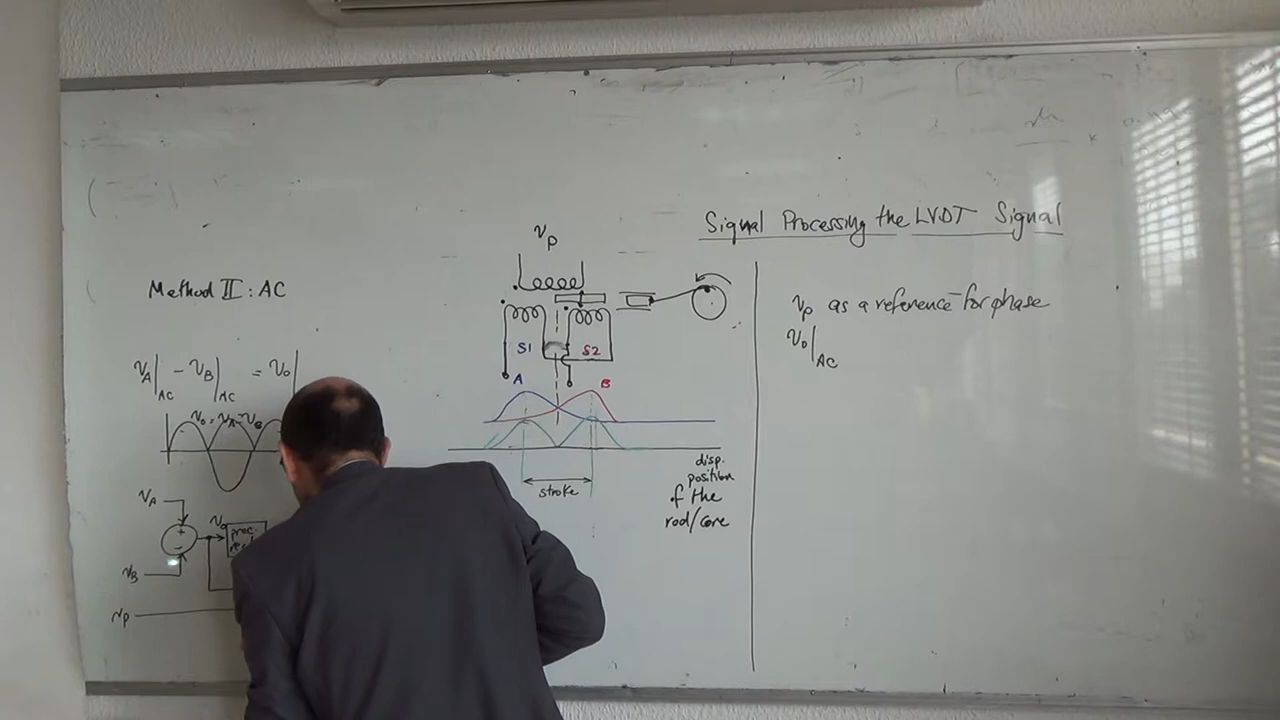 Signal Processing the LVDT Signal
Method II : AC
vA|AC - vB|AC = vo|
vo = vA - vB
vA
vo
prec.
vB
vp
vp
S1
S2
A
B
stroke
disp.
position
of the
rod/core
vp as a reference for phase
vo|AC